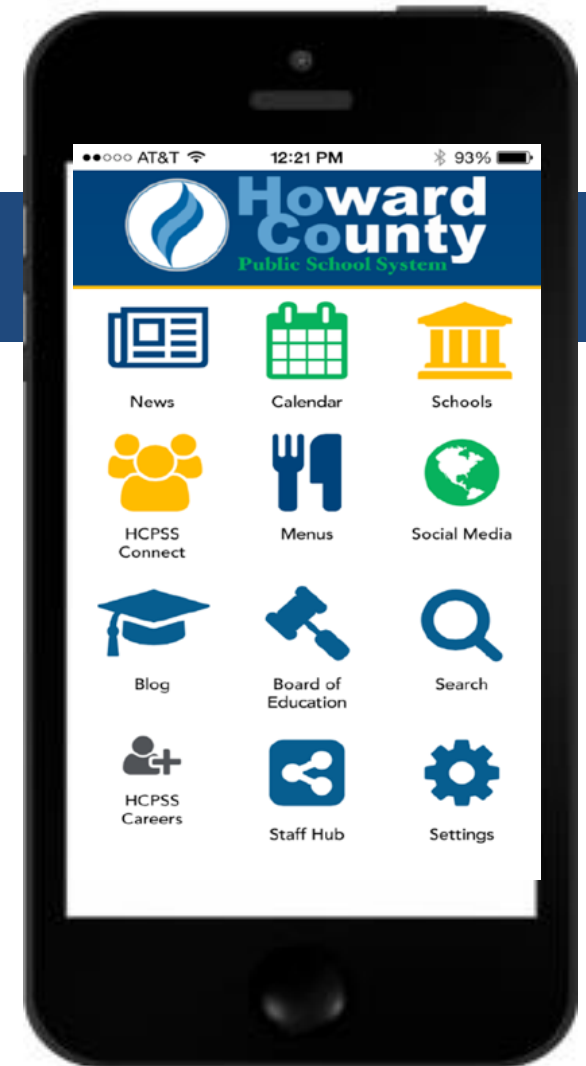 AT&T 12:21 PM 93%
Howard
County
Public School System
News Calendar Schools
HCPSS
Connect
Menus Social Media
Blog Board of
Education
Search
HCPSS
Careers
Staff Hub Settings